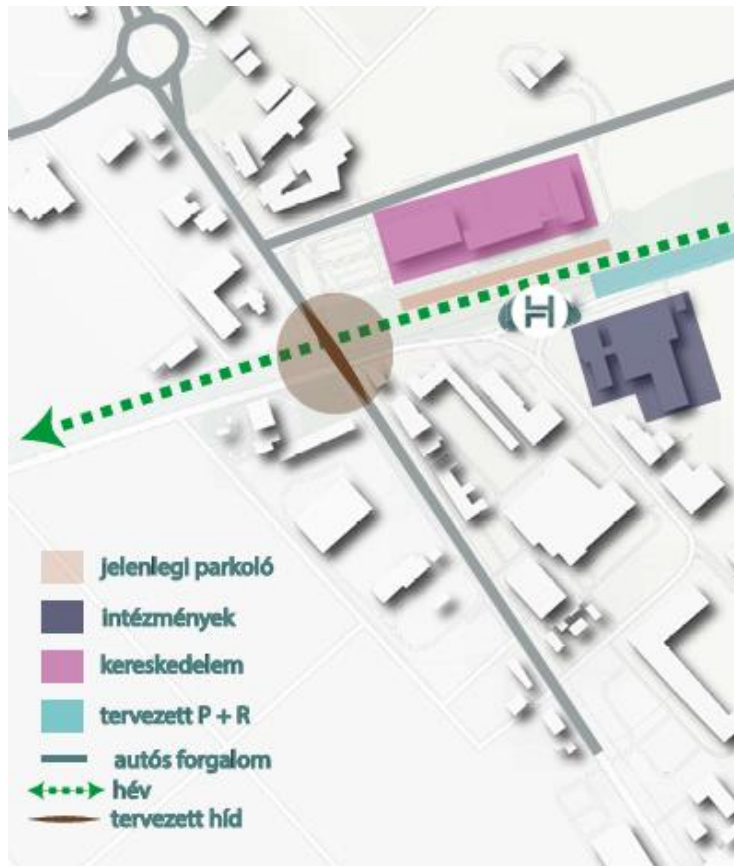 H
jelenlegi parkoló
intézmények
kereskedelem
tervezett P + R
autós forgalom
hév
tervezett híd